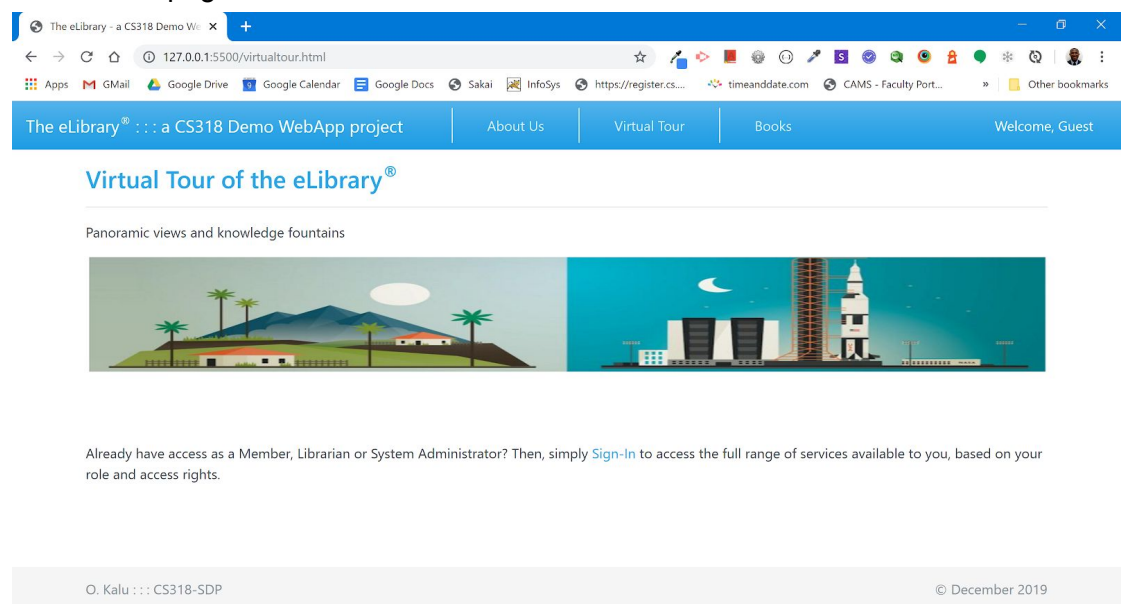 The eLibrary - a CS318 Demo We
127.0.0.1:5500/virtualtour.html
Apps GMail Google Drive Google Calendar Google Docs Sakai InfoSys https://register.cs.... timeanddate.com CAMS - Faculty Port... » Other bookmarks
The eLibrary® : : : a CS318 Demo WebApp project About Us Virtual Tour Books Welcome, Guest
Virtual Tour of the eLibrary®
Panoramic views and knowledge fountains
Already have access as a Member, Librarian or System Administrator? Then, simply Sign-In to access the full range of services available to you, based on your
role and access rights.
O. Kalu : : : CS318-SDP © December 2019